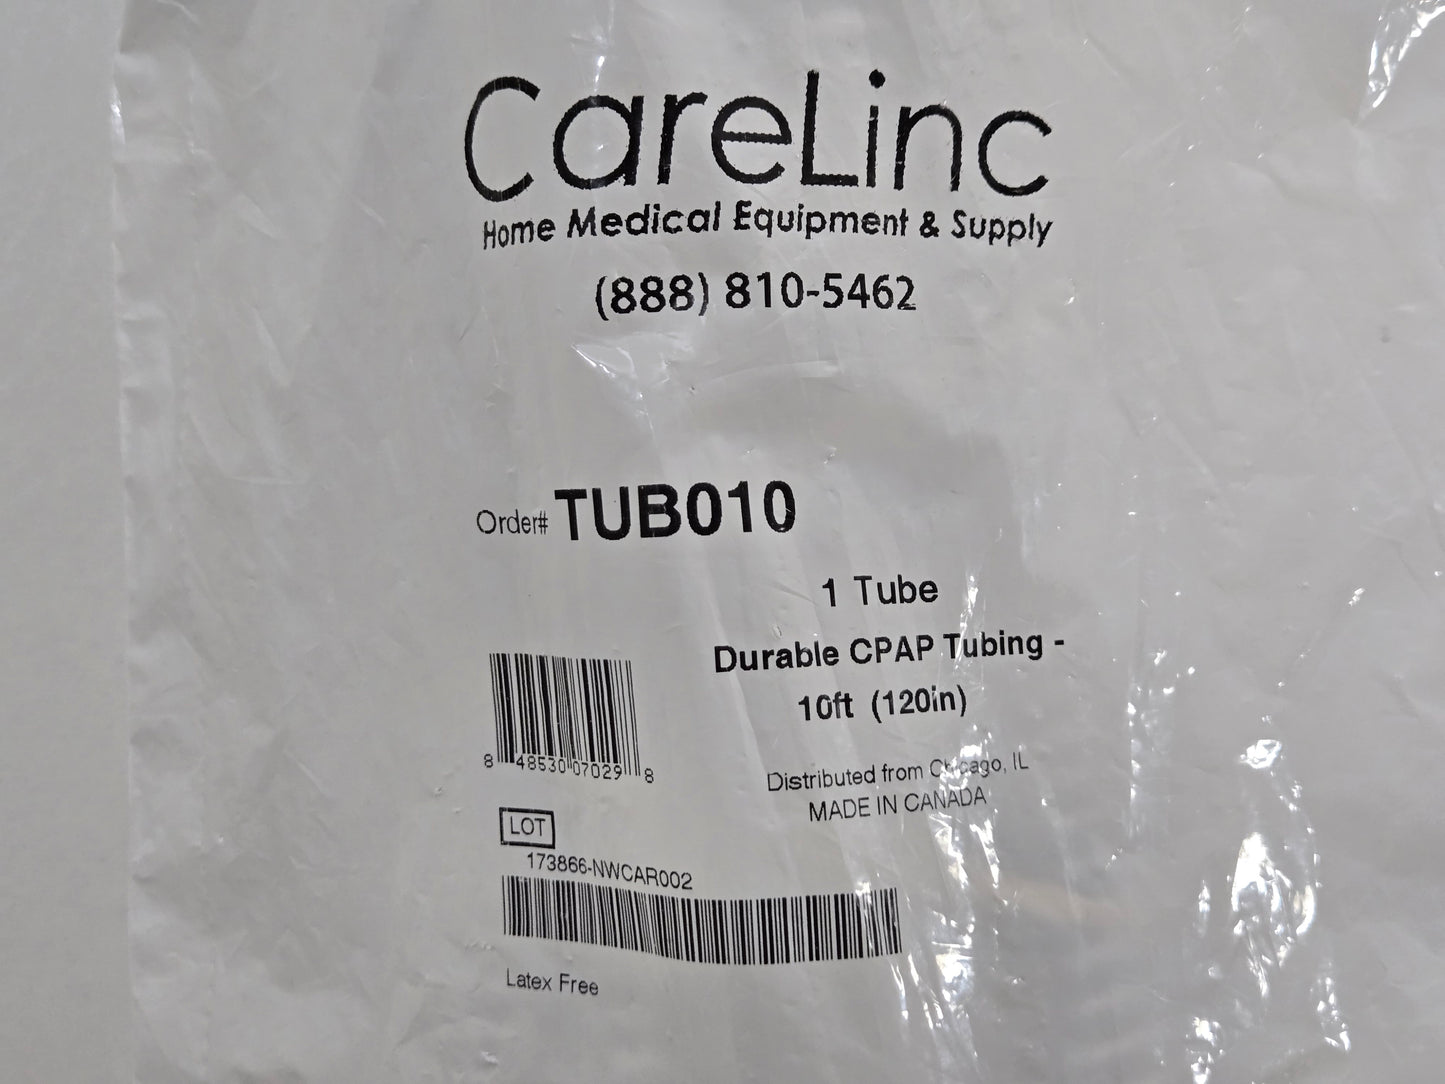 CareLinc
Home Medical Equipment & Supply
(888) 810-5462
Order# TUB010
1 Tube
Durable CPAP Tubing -
10ft (120in)
8 48530 07029 8
Distributed from Chicago, IL
MADE IN CANADA
LOT
173866-NWCAR002
Latex Free